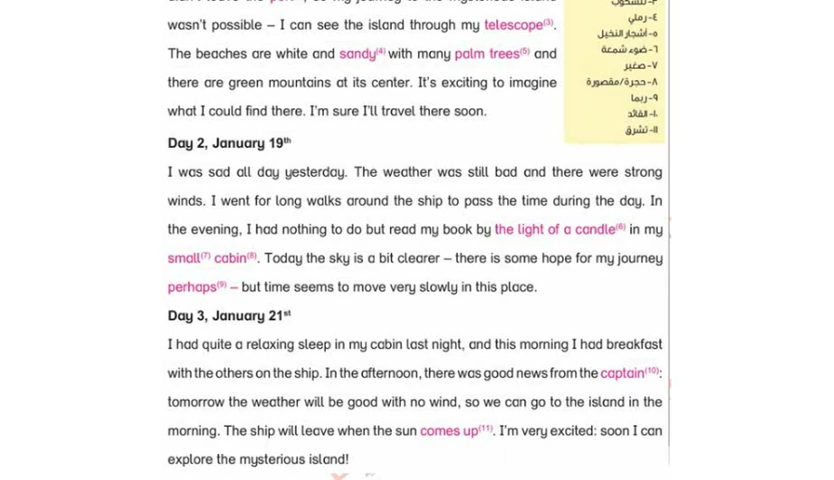 wasn't possible – I can see the island through my telescope(3).
The beaches are white and sandy(4) with many palm trees(5) and
there are green mountains at its center. It's exciting to imagine
what I could find there. I'm sure I'll travel there soon.
٤-رملي
٥-أشجار النخيل
٦-ضوء شمعة
٧-صغير
٨-حجرة/مقصورة
٩-ربما
١٠-القائد
١١-تشرق
Day 2, January 19th
I was sad all day yesterday. The weather was still bad and there were strong
winds. I went for long walks around the ship to pass the time during the day. In
the evening, I had nothing to do but read my book by the light of a candle(6) in my
small(7) cabin(8). Today the sky is a bit clearer – there is some hope for my journey
perhaps(9) – but time seems to move very slowly in this place.
Day 3, January 21st
I had quite a relaxing sleep in my cabin last night, and this morning I had breakfast
with the others on the ship. In the afternoon, there was good news from the captain(10):
tomorrow the weather will be good with no wind, so we can go to the island in the
morning. The ship will leave when the sun comes up(11). I'm very excited: soon I can
explore the mysterious island!